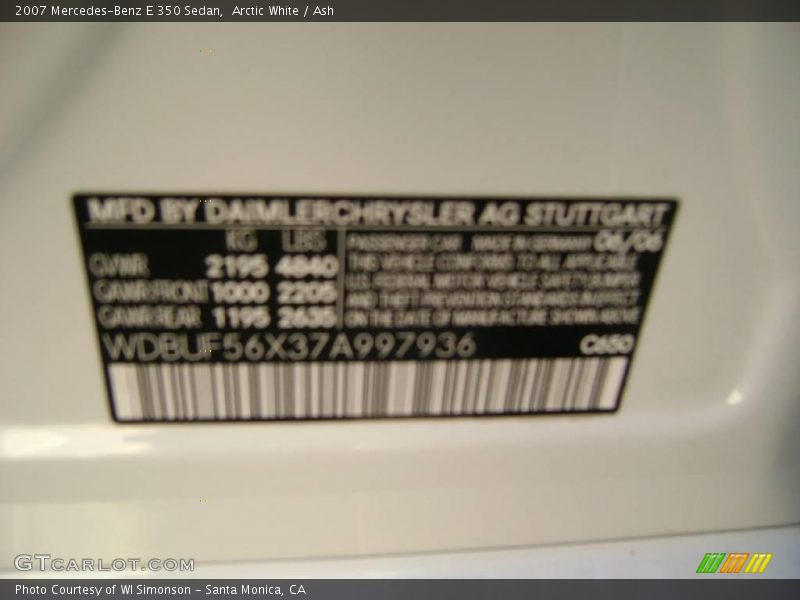 2007 Mercedes-Benz E 350 Sedan, Arctic White / Ash
MFD BY DAIMLERCHRYSLER AG STUTTGART
KG LBS PASSENGER CAR MADE IN GERMANY 06/06
GVWR 2195 4840 THIS VEHICLE CONFORMS TO ALL APPLICABLE
GAWR FRONT 1000 2205 U.S. FEDERAL MOTOR VEHICLE SAFETY BUMPER
GAWR REAR 1195 2635 AND THEFT PREVENTION STANDARDS IN EFFECT
ON THE DATE OF MANUFACTURE SHOWN ABOVE
WDBUF56X37A997936 C650
GTCARLOT.COM
Photo Courtesy of WI Simonson - Santa Monica, CA